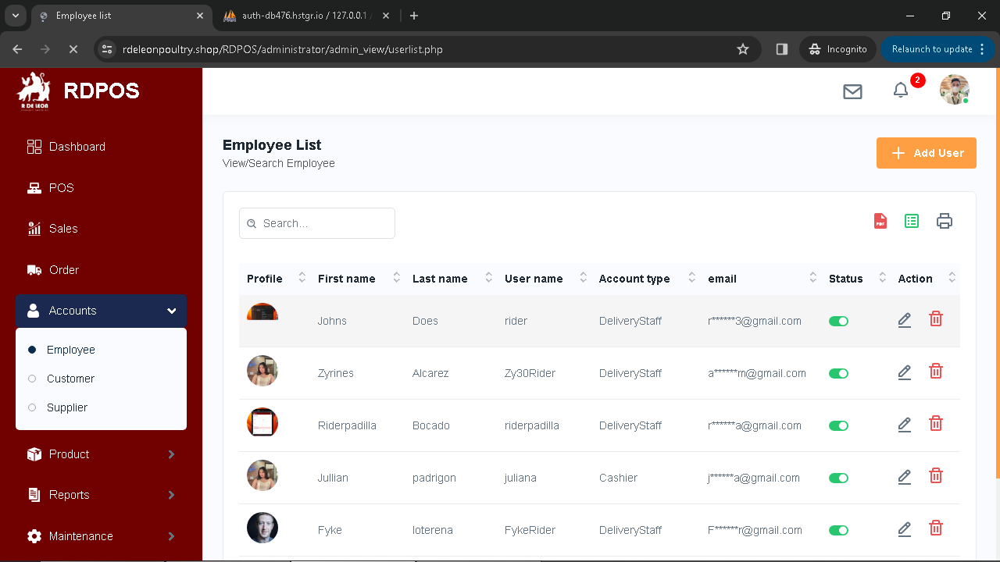 Employee list
auth-db476.hstgr.io / 127.0.0.1 /
rdeleonpoultry.shop/RDPOS/administrator/admin_view/userlist.php
Incognito
Relaunch to update
R DE LEON
RDPOS
2
Dashboard
POS
Sales
Order
Accounts
Employee
Customer
Supplier
Product
Reports
Maintenance
Employee List
View/Search Employee
Add User
Search...
PDF
Profile First name Last name User name Account type email Status Action
Johns Does rider DeliveryStaff r******3@gmail.com
Zyrines Alcarez Zy30Rider DeliveryStaff a******m@gmail.com
Riderpadilla Bocado riderpadilla DeliveryStaff r******a@gmail.com
Jullian padrigon juliana Cashier j******a@gmail.com
Fyke loterena FykeRider DeliveryStaff F******r@gmail.com